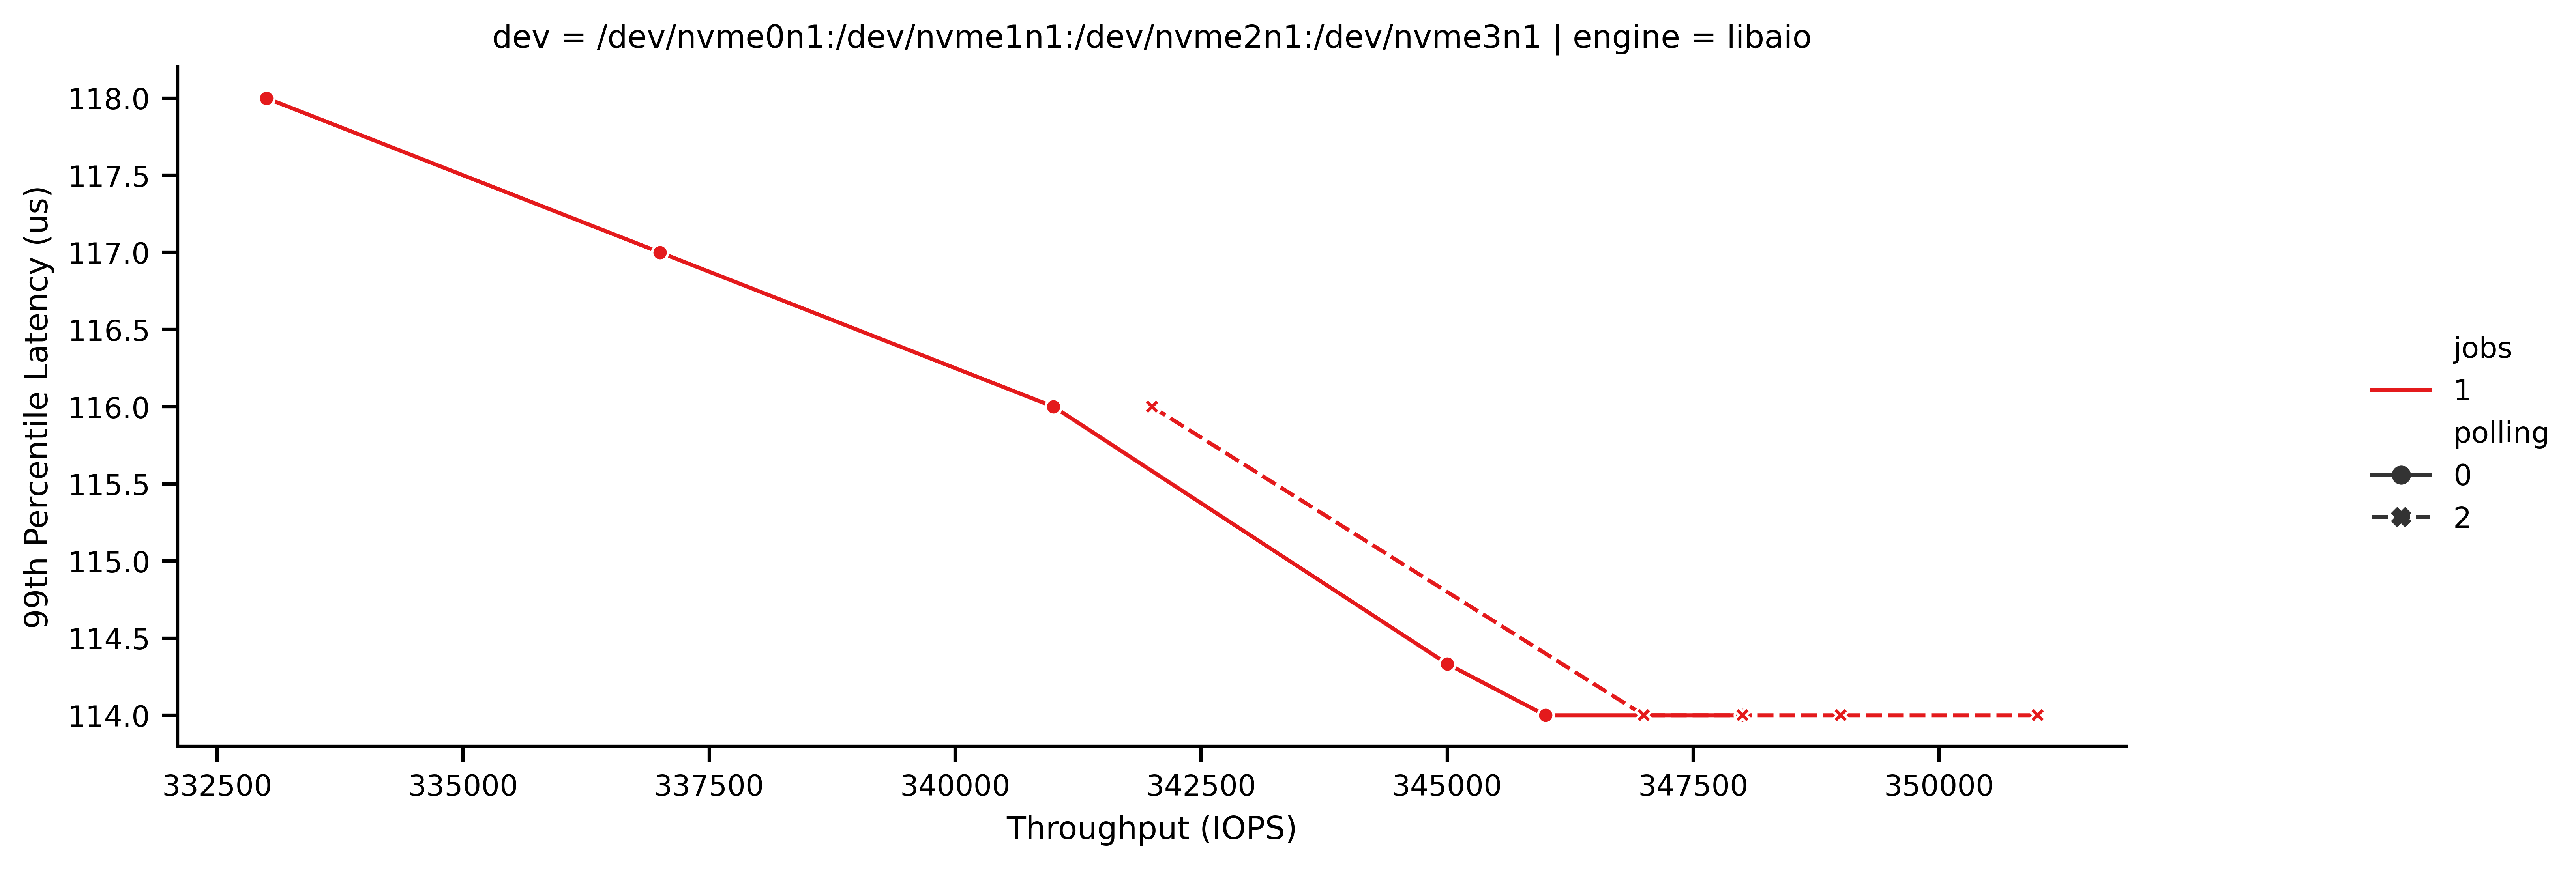 dev = /dev/nvme0n1:/dev/nvme1n1:/dev/nvme2n1:/dev/nvme3n1 | engine = libaio
99th Percentile Latency (us)
118.0
117.5
117.0
116.5
116.0
115.5
115.0
114.5
114.0
332500 335000 337500 340000 342500 345000 347500 350000
Throughput (IOPS)
jobs
1
polling
0
2